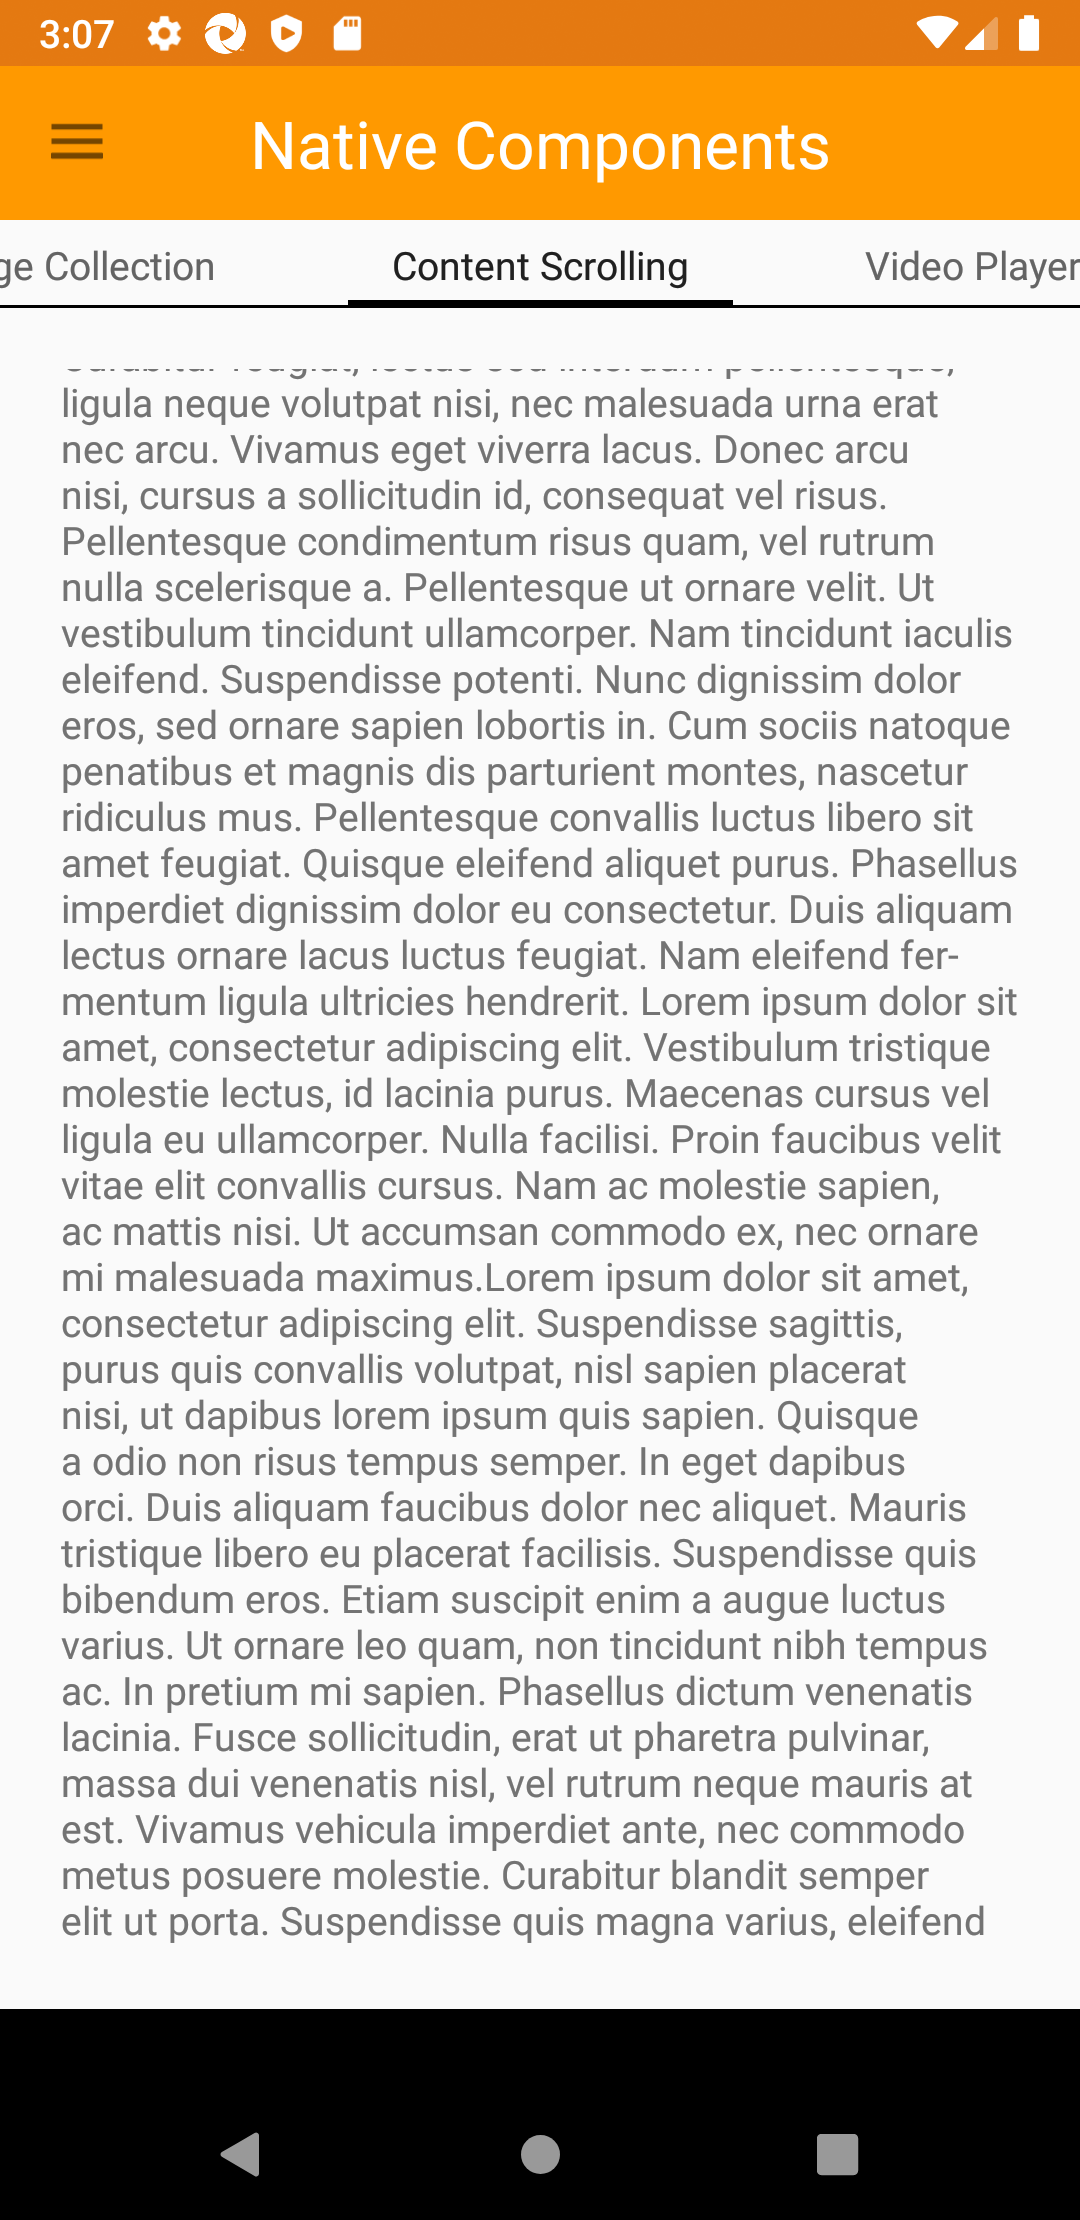 3:07
Native Components
ge Collection
Content Scrolling
Video Player
Curabitur feugiat, lectus sed interdum pellentesque,
ligula neque volutpat nisi, nec malesuada urna erat
nec arcu. Vivamus eget viverra lacus. Donec arcu
nisi, cursus a sollicitudin id, consequat vel risus.
Pellentesque condimentum risus quam, vel rutrum
nulla scelerisque a. Pellentesque ut ornare velit. Ut
vestibulum tincidunt ullamcorper. Nam tincidunt iaculis
eleifend. Suspendisse potenti. Nunc dignissim dolor
eros, sed ornare sapien lobortis in. Cum sociis natoque
penatibus et magnis dis parturient montes, nascetur
ridiculus mus. Pellentesque convallis luctus libero sit
amet feugiat. Quisque eleifend aliquet purus. Phasellus
imperdiet dignissim dolor eu consectetur. Duis aliquam
lectus ornare lacus luctus feugiat. Nam eleifend fer-
mentum ligula ultricies hendrerit. Lorem ipsum dolor sit
amet, consectetur adipiscing elit. Vestibulum tristique
molestie lectus, id lacinia purus. Maecenas cursus vel
ligula eu ullamcorper. Nulla facilisi. Proin faucibus velit
vitae elit convallis cursus. Nam ac molestie sapien,
ac mattis nisi. Ut accumsan commodo ex, nec ornare
mi malesuada maximus.Lorem ipsum dolor sit amet,
consectetur adipiscing elit. Suspendisse sagittis,
purus quis convallis volutpat, nisl sapien placerat
nisi, ut dapibus lorem ipsum quis sapien. Quisque
a odio non risus tempus semper. In eget dapibus
orci. Duis aliquam faucibus dolor nec aliquet. Mauris
tristique libero eu placerat facilisis. Suspendisse quis
bibendum eros. Etiam suscipit enim a augue luctus
varius. Ut ornare leo quam, non tincidunt nibh tempus
ac. In pretium mi sapien. Phasellus dictum venenatis
lacinia. Fusce sollicitudin, erat ut pharetra pulvinar,
massa dui venenatis nisl, vel rutrum neque mauris at
est. Vivamus vehicula imperdiet ante, nec commodo
metus posuere molestie. Curabitur blandit semper
elit ut porta. Suspendisse quis magna varius, eleifend